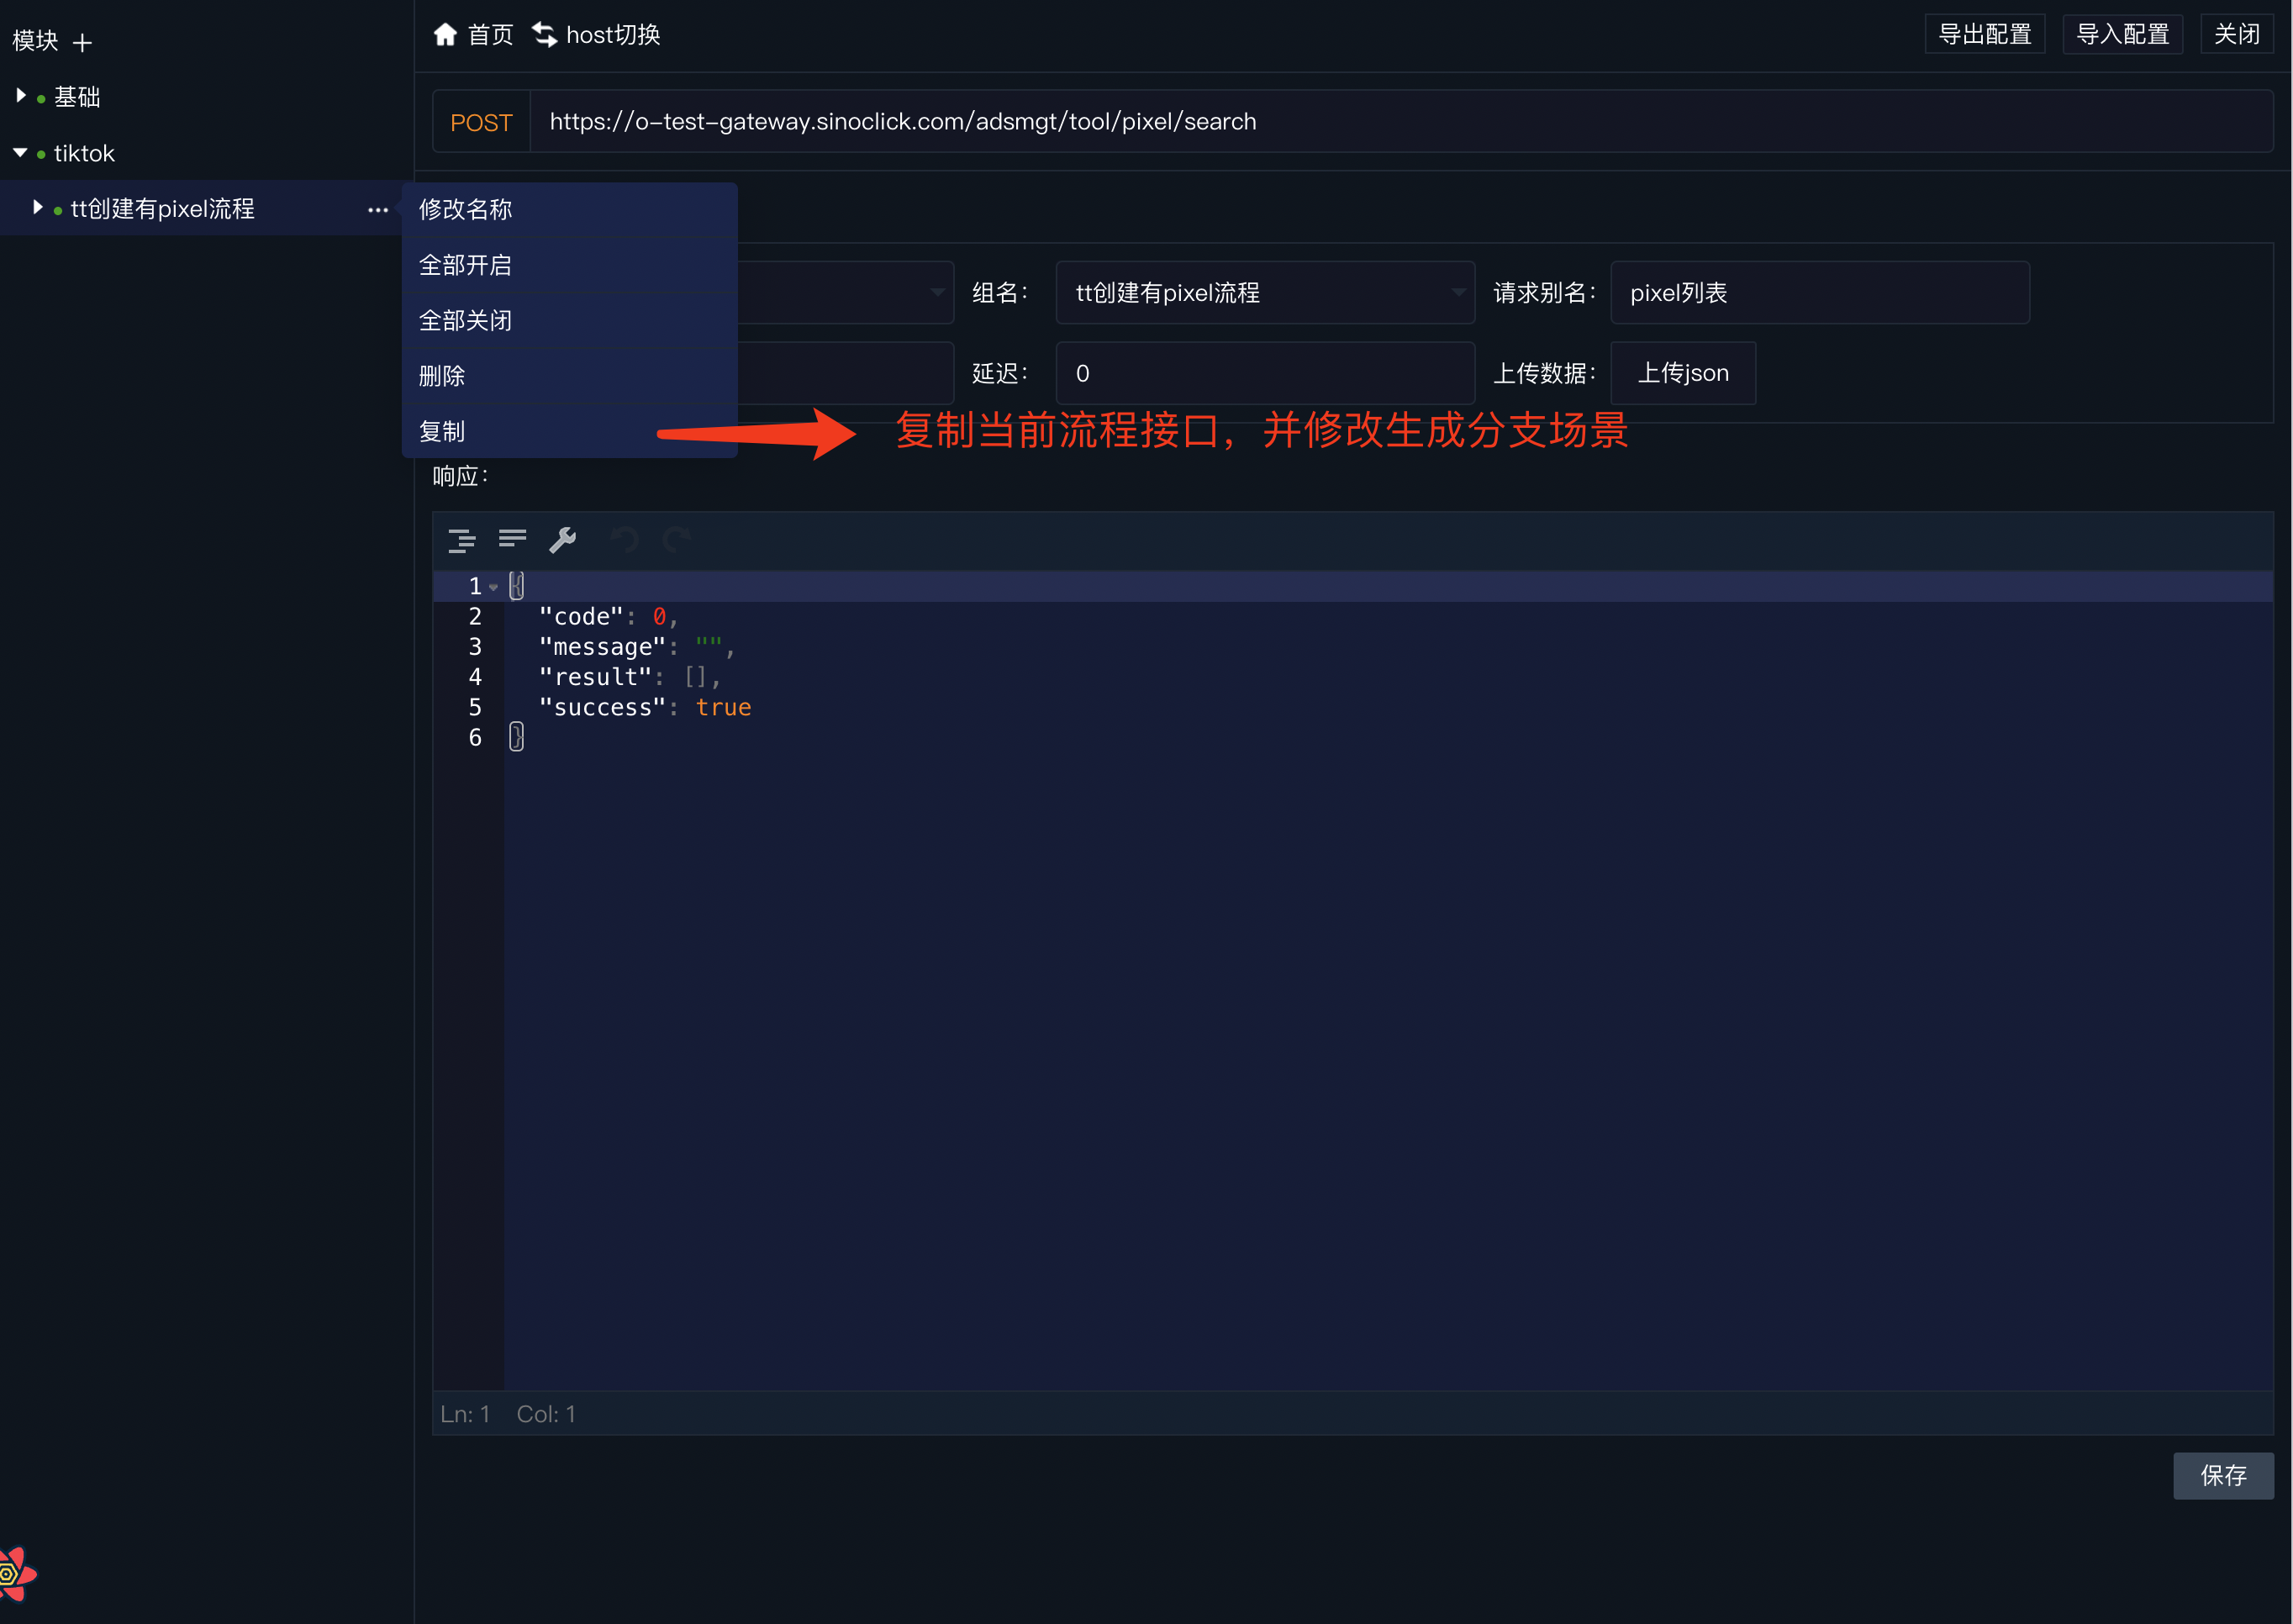 模块 +
基础
tiktok
tt创建有pixel流程 ...
首页 host切换
导出配置 导入配置 关闭
POST https://o-test-gateway.sinoclick.com/adsmgt/tool/pixel/search
修改名称
全部开启
全部关闭
删除
复制
组名： tt创建有pixel流程 请求别名： pixel列表
延迟： 0 上传数据： 上传json
复制当前流程接口，并修改生成分支场景
响应：
1 {
2 "code": 0,
3 "message": "",
4 "result": [],
5 "success": true
6 }
Ln: 1 Col: 1
保存